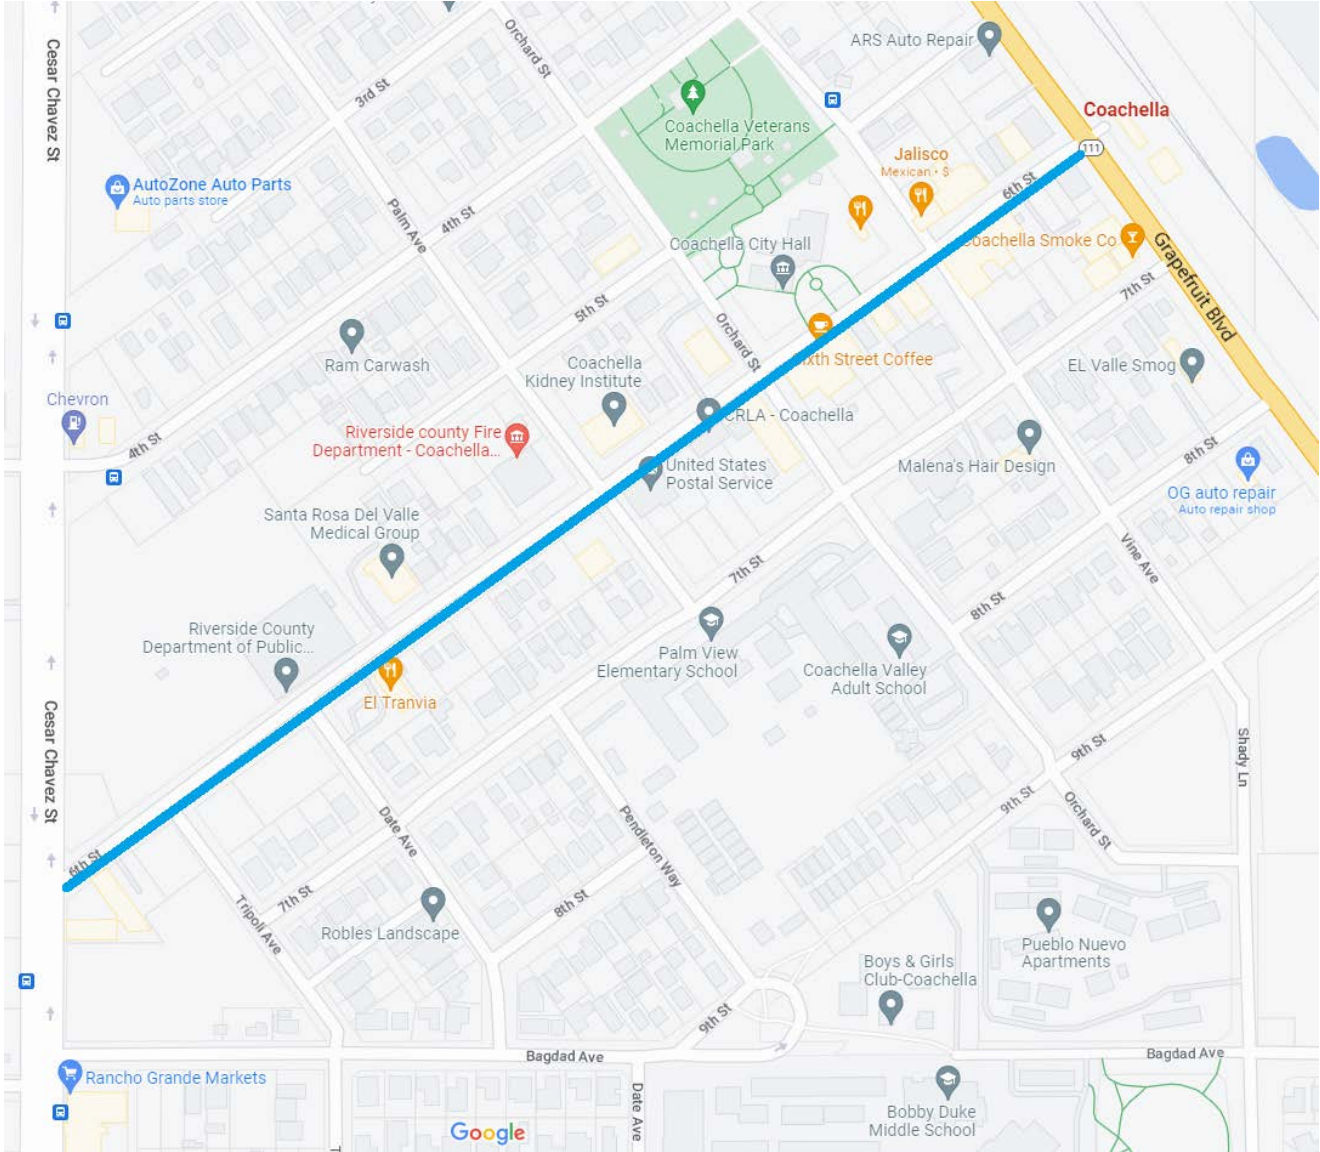 Cesar Chavez St
Orchard St
ARS Auto Repair
3rd St
Coachella Veterans
Memorial Park
Coachella
111
Jalisco
Mexican • $
AutoZone Auto Parts
Auto parts store
6th St
Palm Ave
4th St
Coachella City Hall
oachella Smoke Co
Grapefruit Blvd
7th St
5th St
Orchard St
Ram Carwash
Coachella
Kidney Institute
ixth Street Coffee
EL Valle Smog
Chevron
4th St
Riverside county Fire
Department - Coachella...
CRLA - Coachella
United States
Postal Service
Malena's Hair Design
8th St
OG auto repair
Auto repair shop
Santa Rosa Del Valle
Medical Group
Vine Ave
7th St
8th St
Riverside County
Department of Public...
Palm View
Elementary School
Coachella Valley
Adult School
El Tranvia
Cesar Chavez St
9th St
Shady Ln
9th St
Orchard St
Date Ave
Pendleton Way
6th St
7th St
8th St
Tripoli Ave
Robles Landscape
Pueblo Nuevo
Apartments
Boys & Girls
Club-Coachella
9th St
Bagdad Ave
Bagdad Ave
Rancho Grande Markets
Date Ave
Bobby Duke
Middle School
Google
T